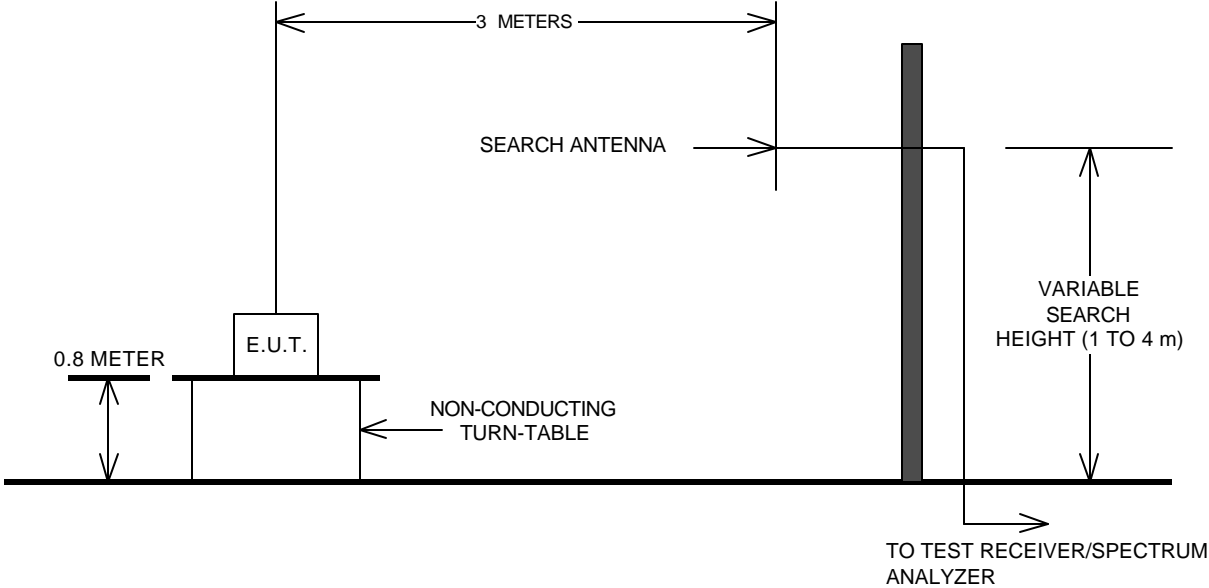 3 METERS
SEARCH ANTENNA
VARIABLE
SEARCH
HEIGHT (1 TO 4 m)
E.U.T.
0.8 METER
NON-CONDUCTING
TURN-TABLE
TO TEST RECEIVER/SPECTRUM
ANALYZER